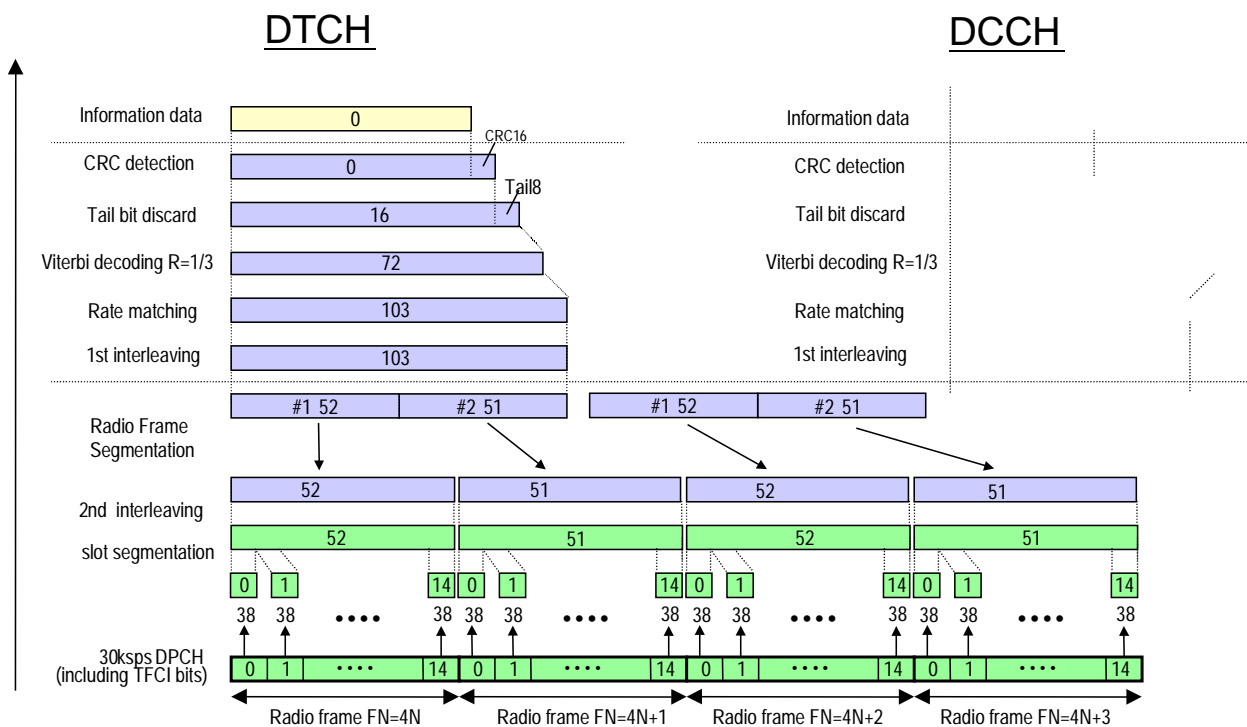 DTCH DCCH
Information data 0 Information data
CRC16
CRC detection 0 CRC detection
Tail8
Tail bit discard 16 Tail bit discard
Viterbi decoding R=1/3 72 Viterbi decoding R=1/3
Rate matching 103 Rate matching
1st interleaving 103 1st interleaving
#1 52 #2 51 #1 52 #2 51
Radio Frame
Segmentation
52 51 52 51
2nd interleaving
slot segmentation 52 51 52 51
0 1 14 0 1 14 0 1 14 0 1 14
38 38 •••• 38 38 38 •••• 38 38 38 •••• 38 38 38 •••• 38
30ksps DPCH
(including TFCI bits)
0 1 •••• 14 0 1 •••• 14 0 1 •••• 14 0 1 •••• 14
Radio frame FN=4N Radio frame FN=4N+1 Radio frame FN=4N+2 Radio frame FN=4N+3